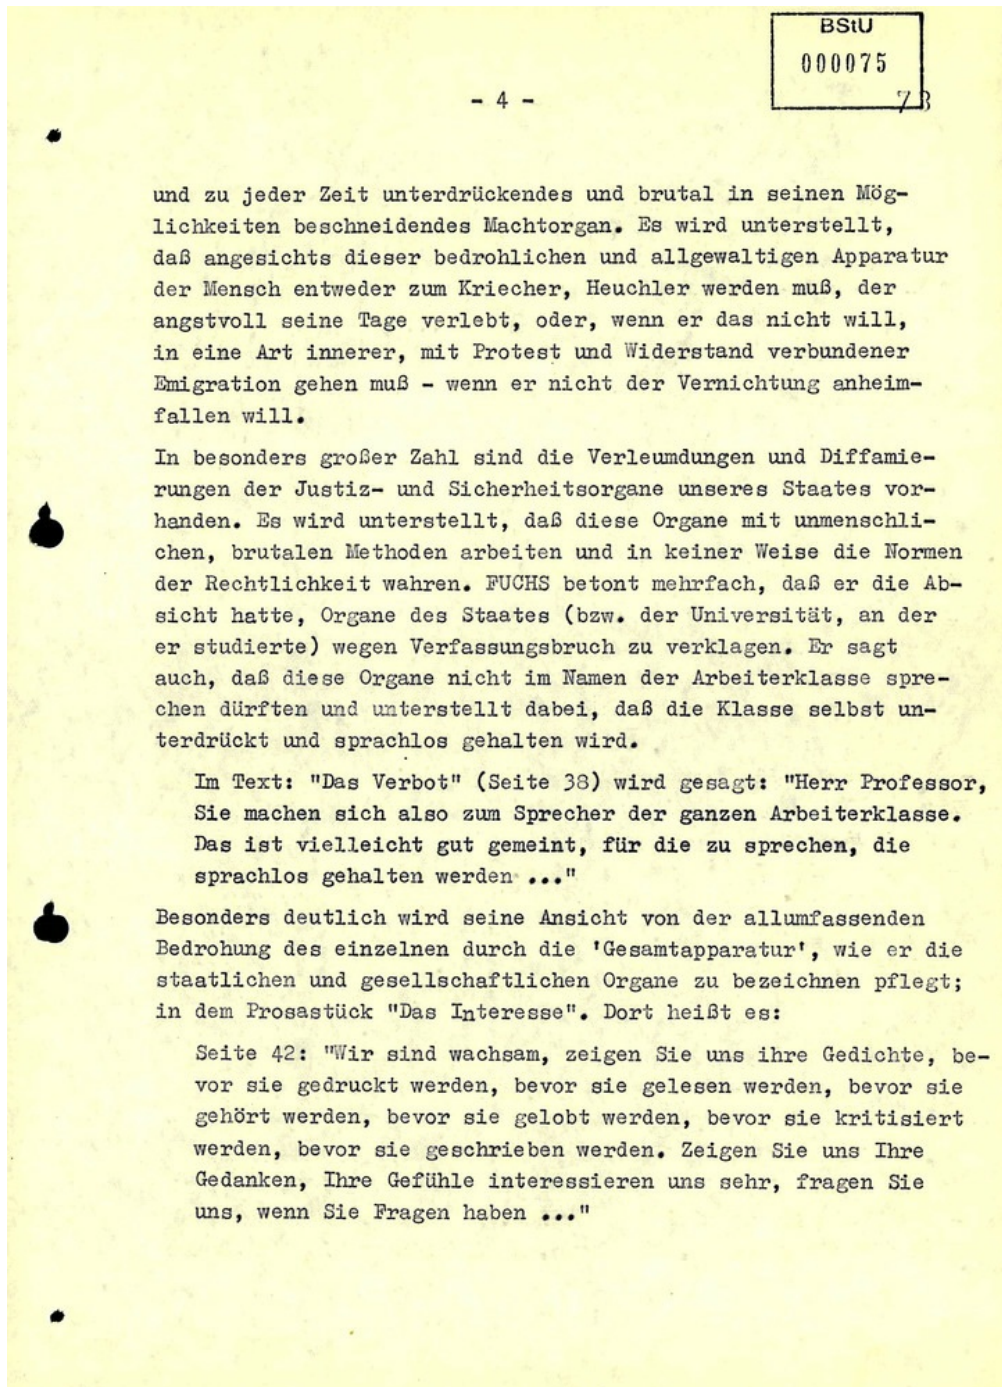 BStU
000075
- 4 -
73
und zu jeder Zeit unterdrückendes und brutal in seinen Mög-
lichkeiten beschneidendes Machtorgan. Es wird unterstellt,
daß angesichts dieser bedrohlichen und allgewaltigen Apparatur
der Mensch entweder zum Kriecher, Heuchler werden muß, der
angstvoll seine Tage verlebt, oder, wenn er das nicht will,
in eine Art innerer, mit Protest und Widerstand verbundener
Emigration gehen muß - wenn er nicht der Vernichtung anheim-
fallen will.
In besonders großer Zahl sind die Verleumdungen und Diffamie-
rungen der Justiz- und Sicherheitsorgane unseres Staates vor-
handen. Es wird unterstellt, daß diese Organe mit unmenschli-
chen, brutalen Methoden arbeiten und in keiner Weise die Normen
der Rechtlichkeit wahren. FUCHS betont mehrfach, daß er die Ab-
sicht hatte, Organe des Staates (bzw. der Universität, an der
er studierte) wegen Verfassungsbruch zu verklagen. Er sagt
auch, daß diese Organe nicht im Namen der Arbeiterklasse spre-
chen dürften und unterstellt dabei, daß die Klasse selbst un-
terdrückt und sprachlos gehalten wird.
Im Text: "Das Verbot" (Seite 38) wird gesagt: "Herr Professor,
Sie machen sich also zum Sprecher der ganzen Arbeiterklasse.
Das ist vielleicht gut gemeint, für die zu sprechen, die
sprachlos gehalten werden ..."
Besonders deutlich wird seine Ansicht von der allumfassenden
Bedrohung des einzelnen durch die 'Gesamtapparatur', wie er die
staatlichen und gesellschaftlichen Organe zu bezeichnen pflegt;
in dem Prosastück "Das Interesse". Dort heißt es:
Seite 42: "Wir sind wachsam, zeigen Sie uns ihre Gedichte, be-
vor sie gedruckt werden, bevor sie gelesen werden, bevor sie
gehört werden, bevor sie gelobt werden, bevor sie kritisiert
werden, bevor sie geschrieben werden. Zeigen Sie uns Ihre
Gedanken, Ihre Gefühle interessieren uns sehr, fragen Sie
uns, wenn Sie Fragen haben ..."